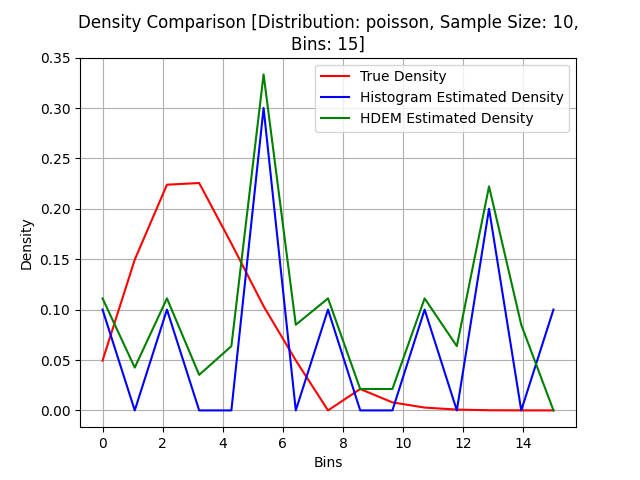 Density Comparison [Distribution: poisson, Sample Size: 10,
Bins: 15]
True Density
Histogram Estimated Density
HDEM Estimated Density
Density
0.35
0.30
0.25
0.20
0.15
0.10
0.05
0.00
0 2 4 6 8 10 12 14
Bins